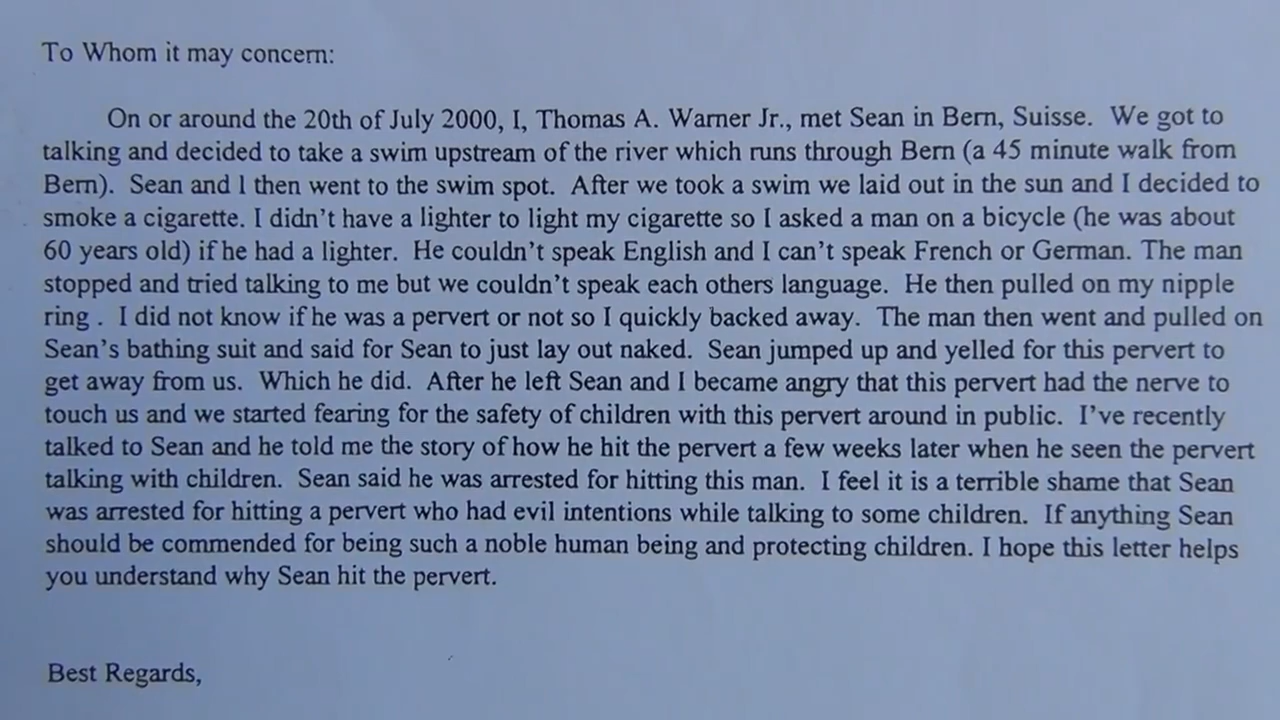 To Whom it may concern:
On or around the 20th of July 2000, I, Thomas A. Warner Jr., met Sean in Bern, Suisse.  We got to
talking and decided to take a swim upstream of the river which runs through Bern (a 45 minute walk from
Bern).  Sean and I then went to the swim spot.  After we took a swim we laid out in the sun and I decided to
smoke a cigarette. I didn't have a lighter to light my cigarette so I asked a man on a bicycle (he was about
60 years old) if he had a lighter.  He couldn't speak English and I can't speak French or German. The man
stopped and tried talking to me but we couldn't speak each others language.  He then pulled on my nipple
ring .  I did not know if he was a pervert or not so I quickly backed away.  The man then went and pulled on
Sean's bathing suit and said for Sean to just lay out naked.  Sean jumped up and yelled for this pervert to
get away from us.  Which he did.  After he left Sean and I became angry that this pervert had the nerve to
touch us and we started fearing for the safety of children with this pervert around in public.  I've recently
talked to Sean and he told me the story of how he hit the pervert a few weeks later when he seen the pervert
talking with children.  Sean said he was arrested for hitting this man.  I feel it is a terrible shame that Sean
was arrested for hitting a pervert who had evil intentions while talking to some children.  If anything Sean
should be commended for being such a noble human being and protecting children. I hope this letter helps
you understand why Sean hit the pervert.
Best Regards,